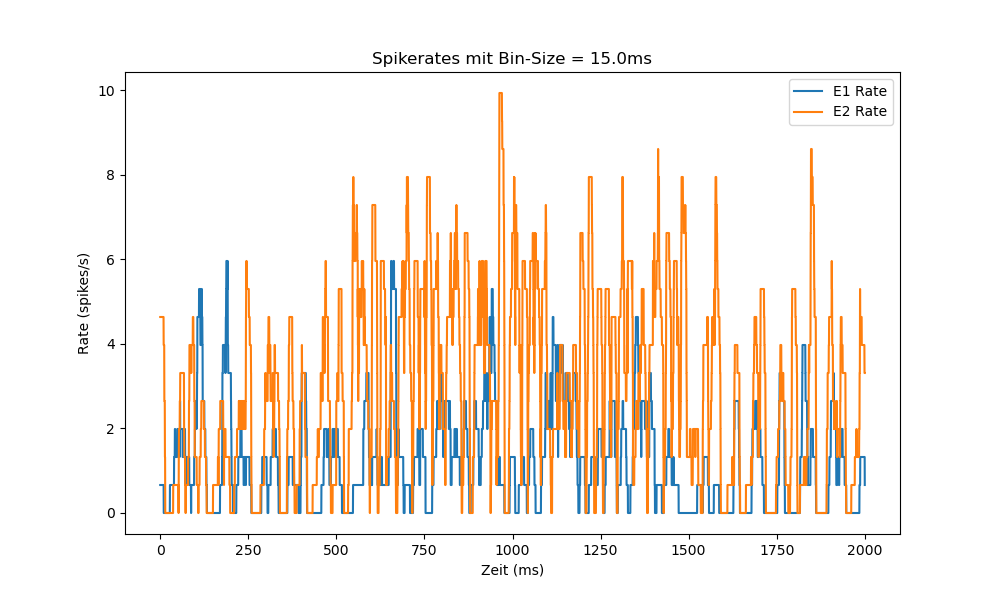 Spikerates mit Bin-Size = 15.0ms
E1 Rate
E2 Rate
10
8
6
4
2
0
Rate (spikes/s)
0 250 500 750 1000 1250 1500 1750 2000
Zeit (ms)